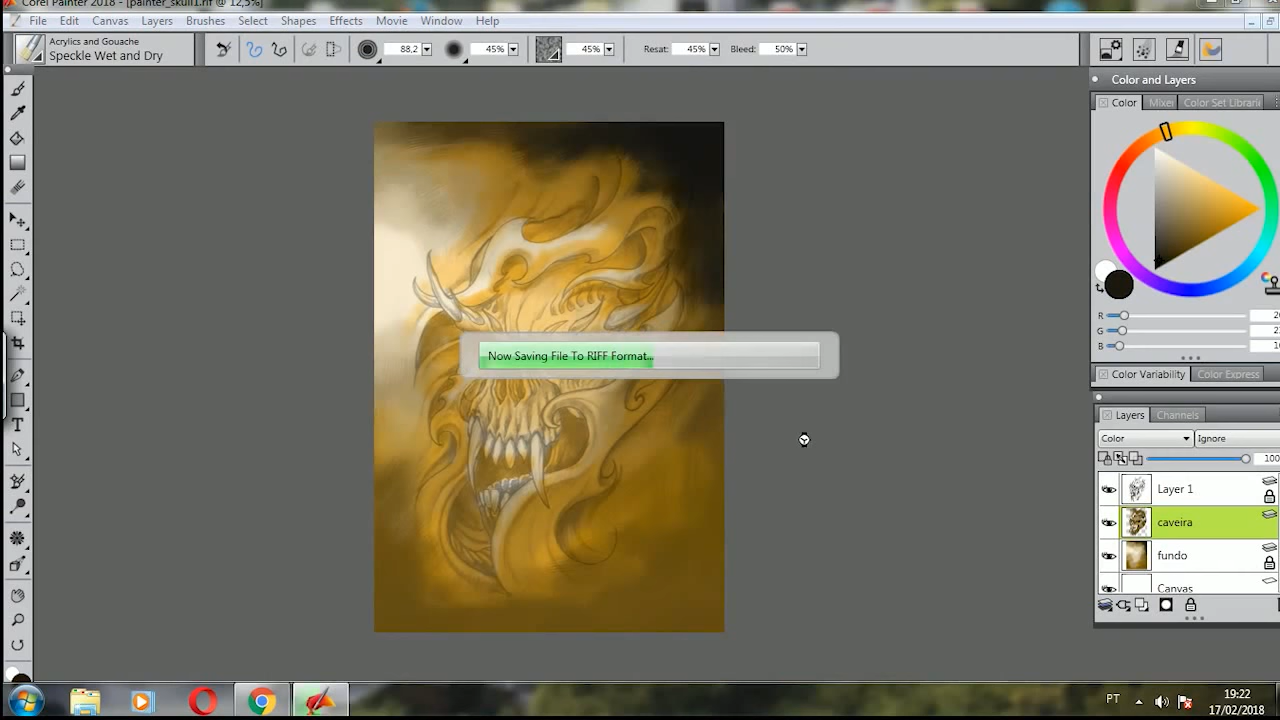 Corel Painter 2018 - [painter_skull1.rif @ 12,5%]
File Edit Canvas Layers Brushes Select Shapes Effects Movie Window Help
Acrylics and Gouache
Speckle Wet and Dry
88,2 45% 45% Resat: 45% Bleed: 50%
Color and Layers
Color Mixer Color Set Librari
R
G
B
Color Variability Color Express
Layers Channels
Color Ignore
100
Layer 1
caveira
fundo
Canvas
Now Saving File To RIFF Format...
T
PT
19:22
17/02/2018